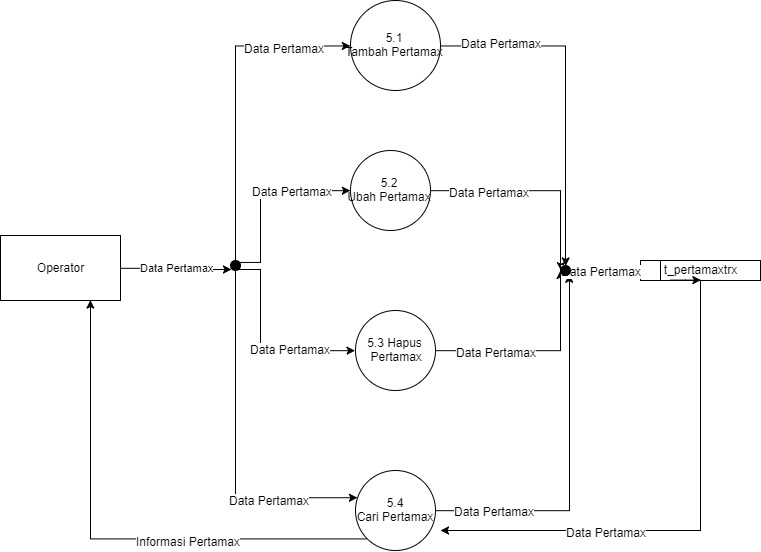 5.1
Tambah Pertamax
Data Pertamax
Data Pertamax
5.2
Ubah Pertamax
Data Pertamax
Data Pertamax
Operator
Data Pertamax
Data Pertamax
t_pertamaxtrx
5.3 Hapus
Pertamax
Data Pertamax
Data Pertamax
5.4
Cari Pertamax
Data Pertamax
Data Pertamax
Data Pertamax
Informasi Pertamax